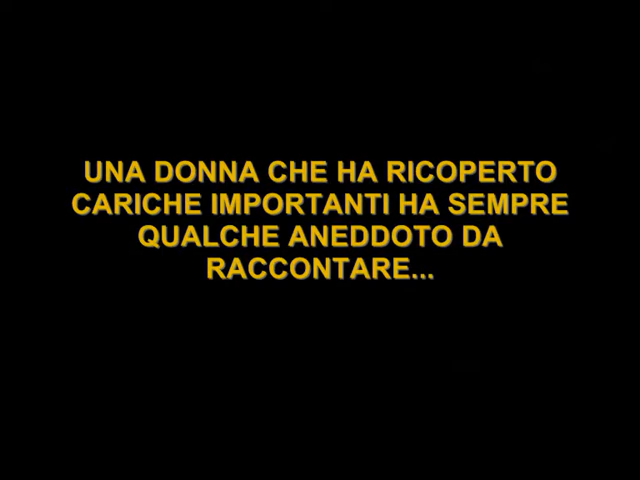 UNA DONNA CHE HA RICOPERTO
CARICHE IMPORTANTI HA SEMPRE
QUALCHE ANEDDOTO DA
RACCONTARE...